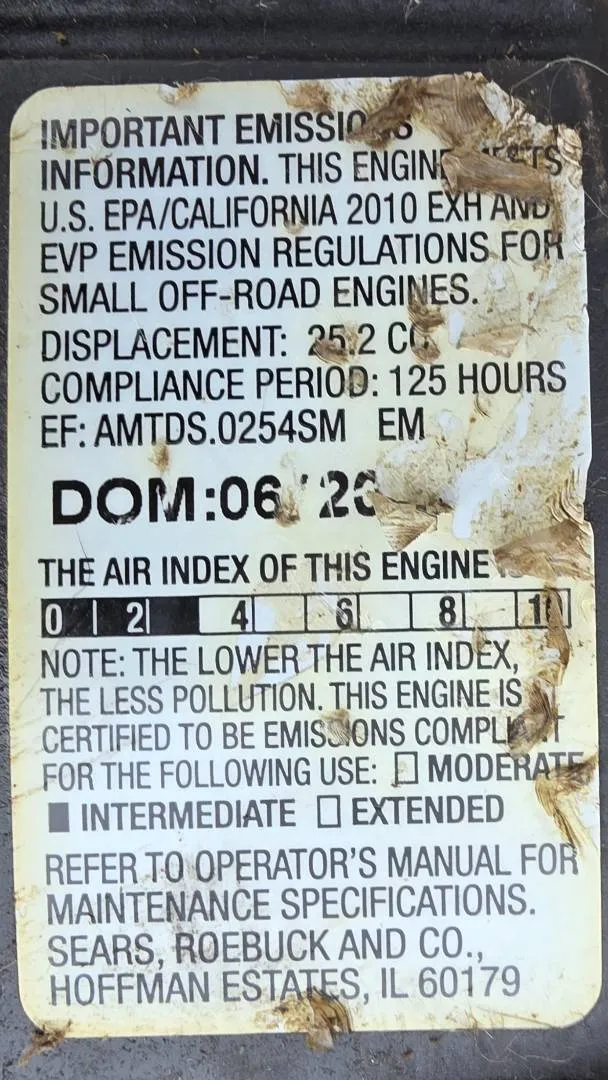 IMPORTANT EMISSIONS
INFORMATION. THIS ENGINE MEETS
U.S. EPA/CALIFORNIA 2010 EXH AND
EVP EMISSION REGULATIONS FOR
SMALL OFF-ROAD ENGINES.
DISPLACEMENT: 25.2 CC
COMPLIANCE PERIOD: 125 HOURS
EF: AMTDS.0254SM EM
DOM:06
THE AIR INDEX OF THIS ENGINE
0 2 4 6 8 10
NOTE: THE LOWER THE AIR INDEX,
THE LESS POLLUTION. THIS ENGINE IS
CERTIFIED TO BE EMISSIONS COMPLIANT
FOR THE FOLLOWING USE: ☐ MODERATE
■ INTERMEDIATE ☐ EXTENDED
REFER TO OPERATOR'S MANUAL FOR
MAINTENANCE SPECIFICATIONS.
SEARS, ROEBUCK AND CO.,
HOFFMAN ESTATES, IL 60179